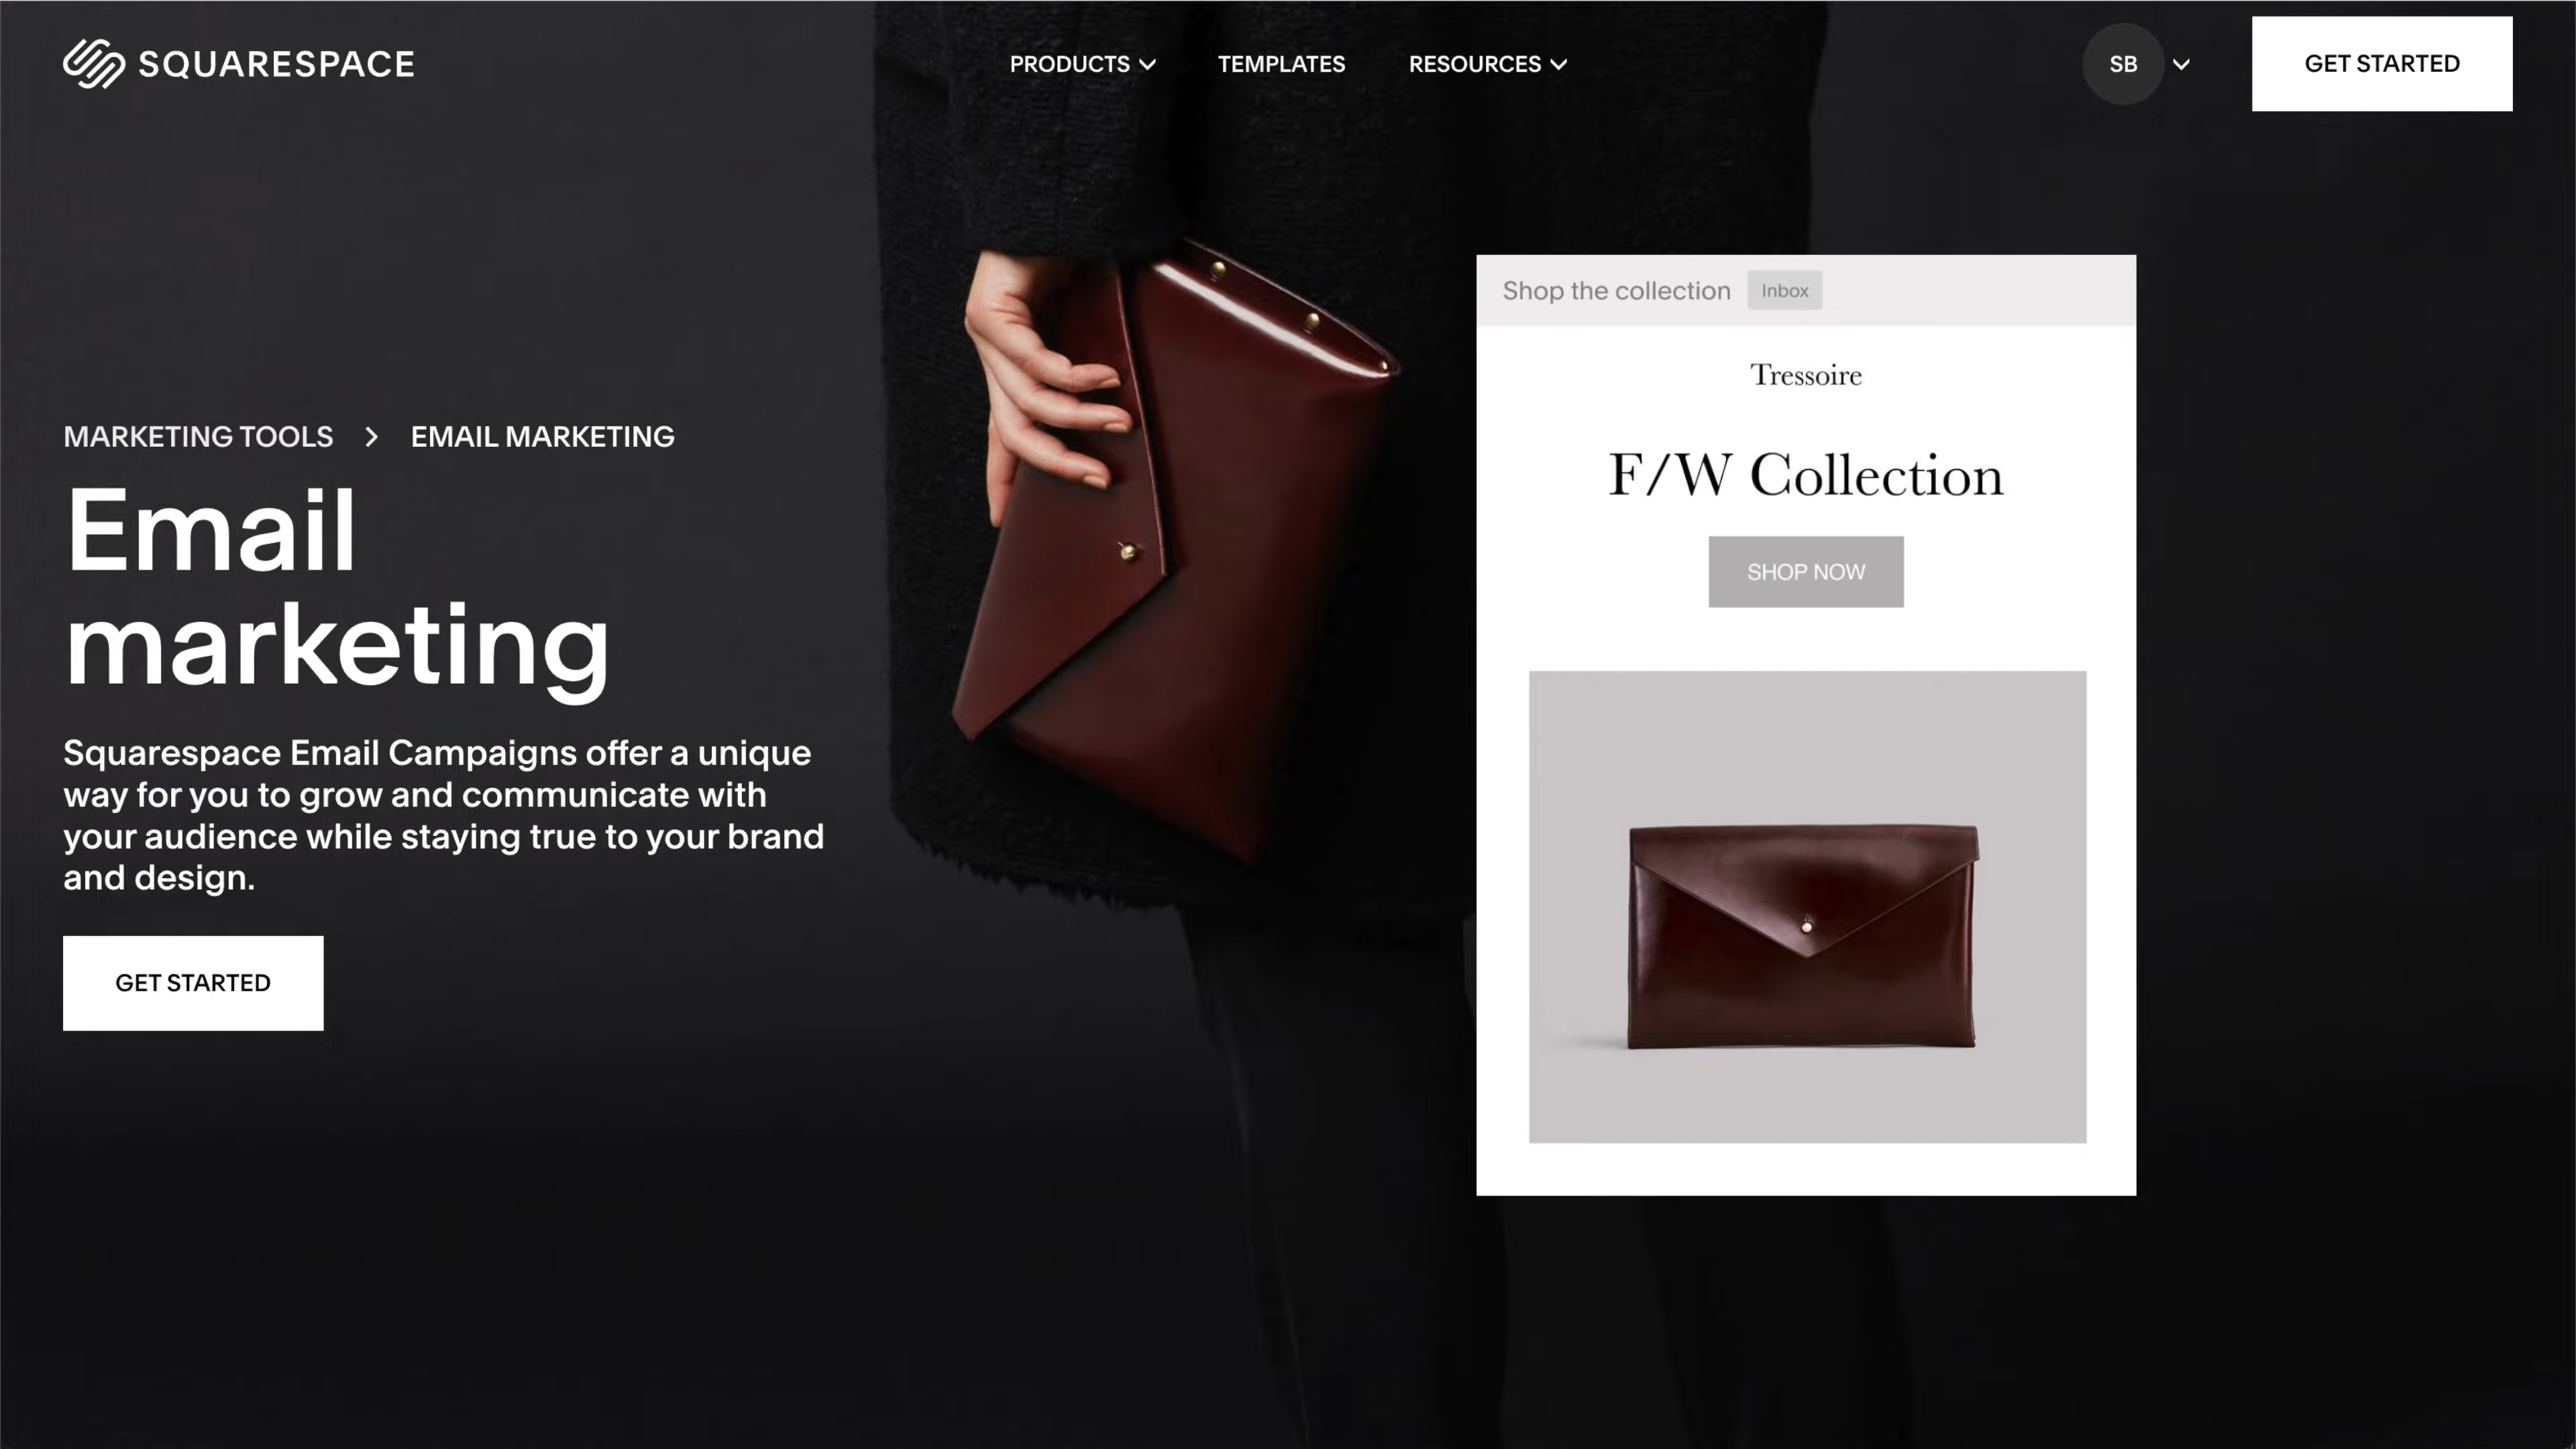 SQUARESPACE
PRODUCTS
TEMPLATES
RESOURCES
SB
GET STARTED
MARKETING TOOLS > EMAIL MARKETING
Email
marketing
Squarespace Email Campaigns offer a unique
way for you to grow and communicate with
your audience while staying true to your brand
and design.
GET STARTED
Shop the collection
Inbox
Tressoire
F/W Collection
SHOP NOW